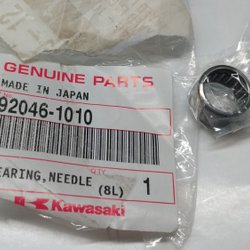 GENUINE PARTS
MADE IN JAPAN
92046-1010
QTY
EARING,NEEDLE
(8L) 1
Kawasaki